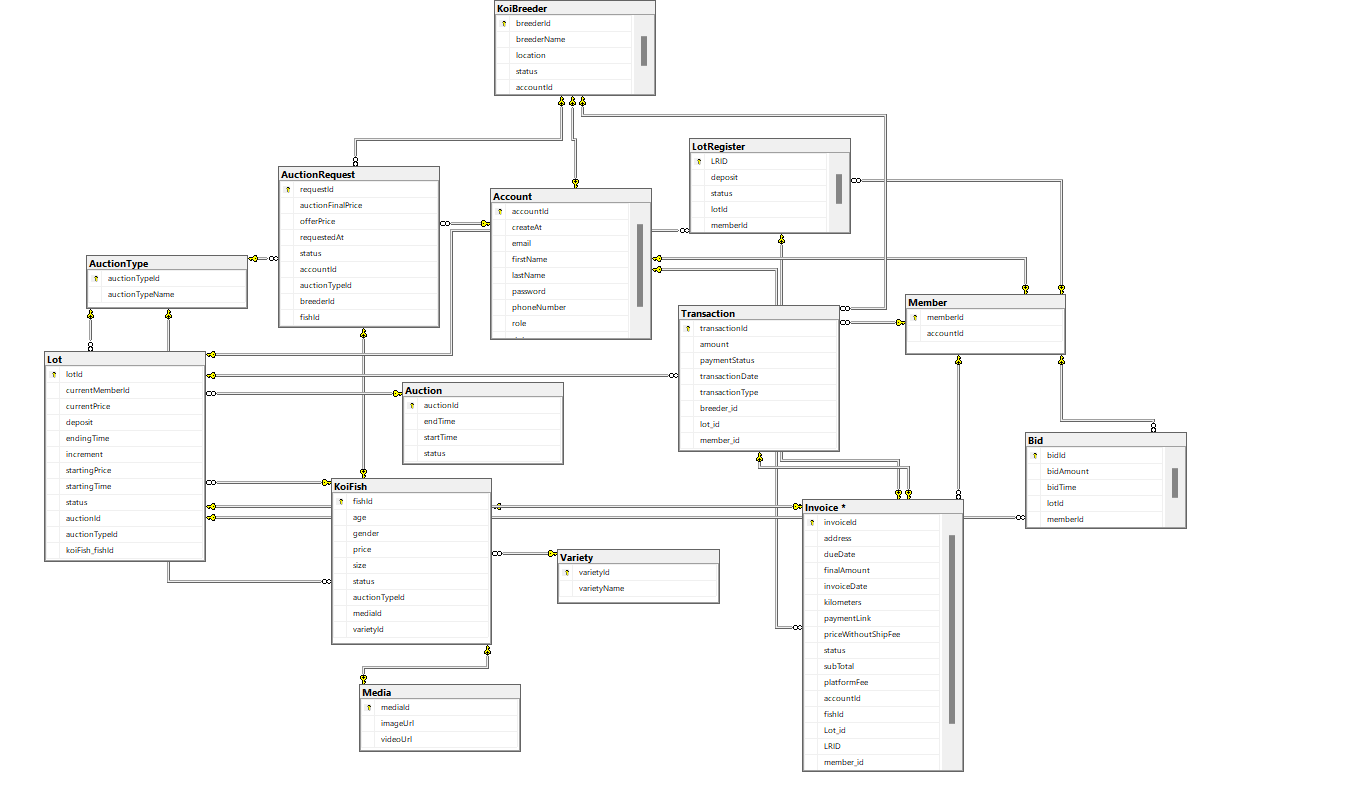 KoiBreeder
breederId
breederName
location
status
accountId
LotRegister
LRID
deposit
status
lotId
memberId
AuctionRequest
requestId
auctionFinalPrice
offerPrice
requestedAt
status
accountId
auctionTypeId
breederId
fishId
Account
accountId
createAt
email
firstName
lastName
password
phoneNumber
role
AuctionType
auctionTypeId
auctionTypeName
Member
memberId
accountId
Transaction
transactionId
amount
paymentStatus
transactionDate
transactionType
breeder_id
lot_id
member_id
Lot
lotId
currentMemberId
currentPrice
deposit
endingTime
increment
startingPrice
startingTime
status
auctionId
auctionTypeId
koiFish_fishId
Auction
auctionId
endTime
startTime
status
Bid
bidId
bidAmount
bidTime
lotId
memberId
KoiFish
fishId
age
gender
price
size
status
auctionTypeId
mediaId
varietyId
Invoice *
invoiceId
address
dueDate
finalAmount
invoiceDate
kilometers
paymentLink
priceWithoutShipFee
status
subTotal
platformFee
accountId
fishId
Lot_id
LRID
member_id
Variety
varietyId
varietyName
Media
mediaId
imageUrl
videoUrl